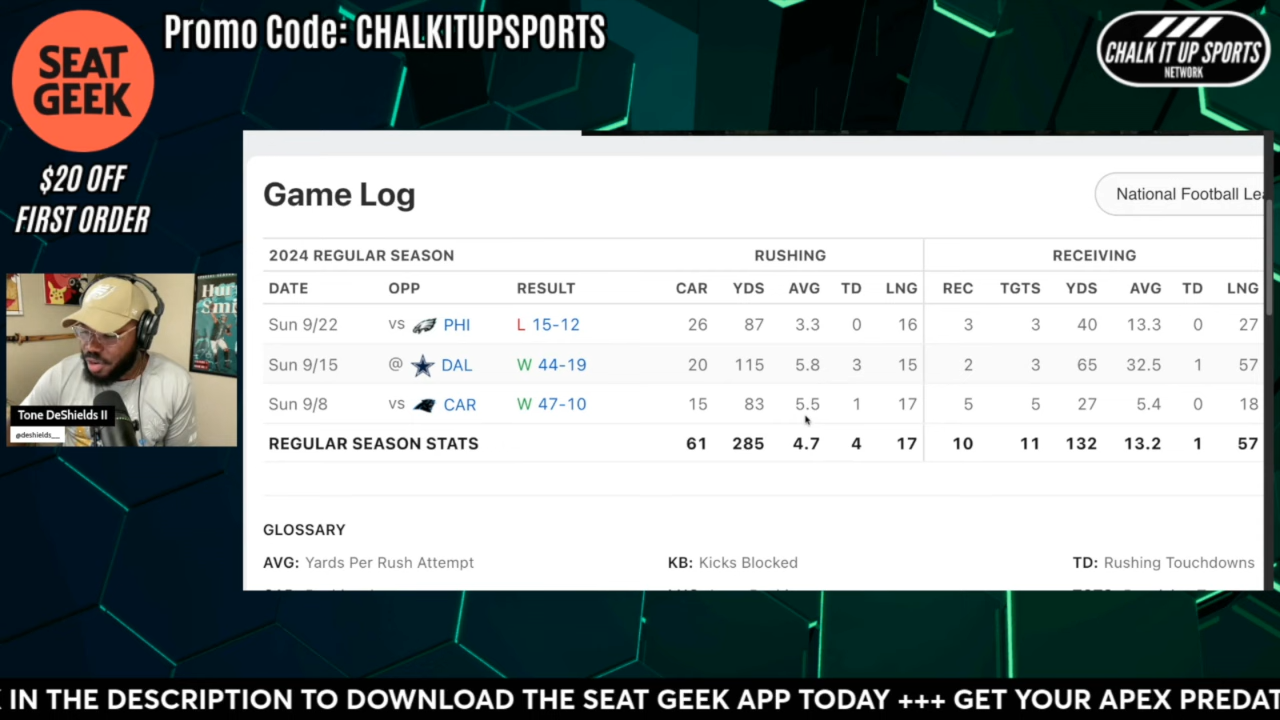 Promo Code: CHALKITUPSPORTS
SEAT
GEEK
CHALK IT UP SPORTS
NETWORK
$20 OFF
FIRST ORDER
Game Log
National Football Lea
2024 REGULAR SEASON RUSHING RECEIVING
DATE OPP RESULT CAR YDS AVG TD LNG REC TGTS YDS AVG TD LNG
Sun 9/22 vs PHI L 15-12 26 87 3.3 0 16 3 3 40 13.3 0 27
Sun 9/15 @ DAL W 44-19 20 115 5.8 3 15 2 3 65 32.5 1 57
Sun 9/8 vs CAR W 47-10 15 83 5.5 1 17 5 5 27 5.4 0 18
REGULAR SEASON STATS 61 285 4.7 4 17 10 11 132 13.2 1 57
GLOSSARY
AVG: Yards Per Rush Attempt KB: Kicks Blocked TD: Rushing Touchdowns
Tone DeShields II
@deshields__
IN THE DESCRIPTION TO DOWNLOAD THE SEAT GEEK APP TODAY +++ GET YOUR APEX PREDAT